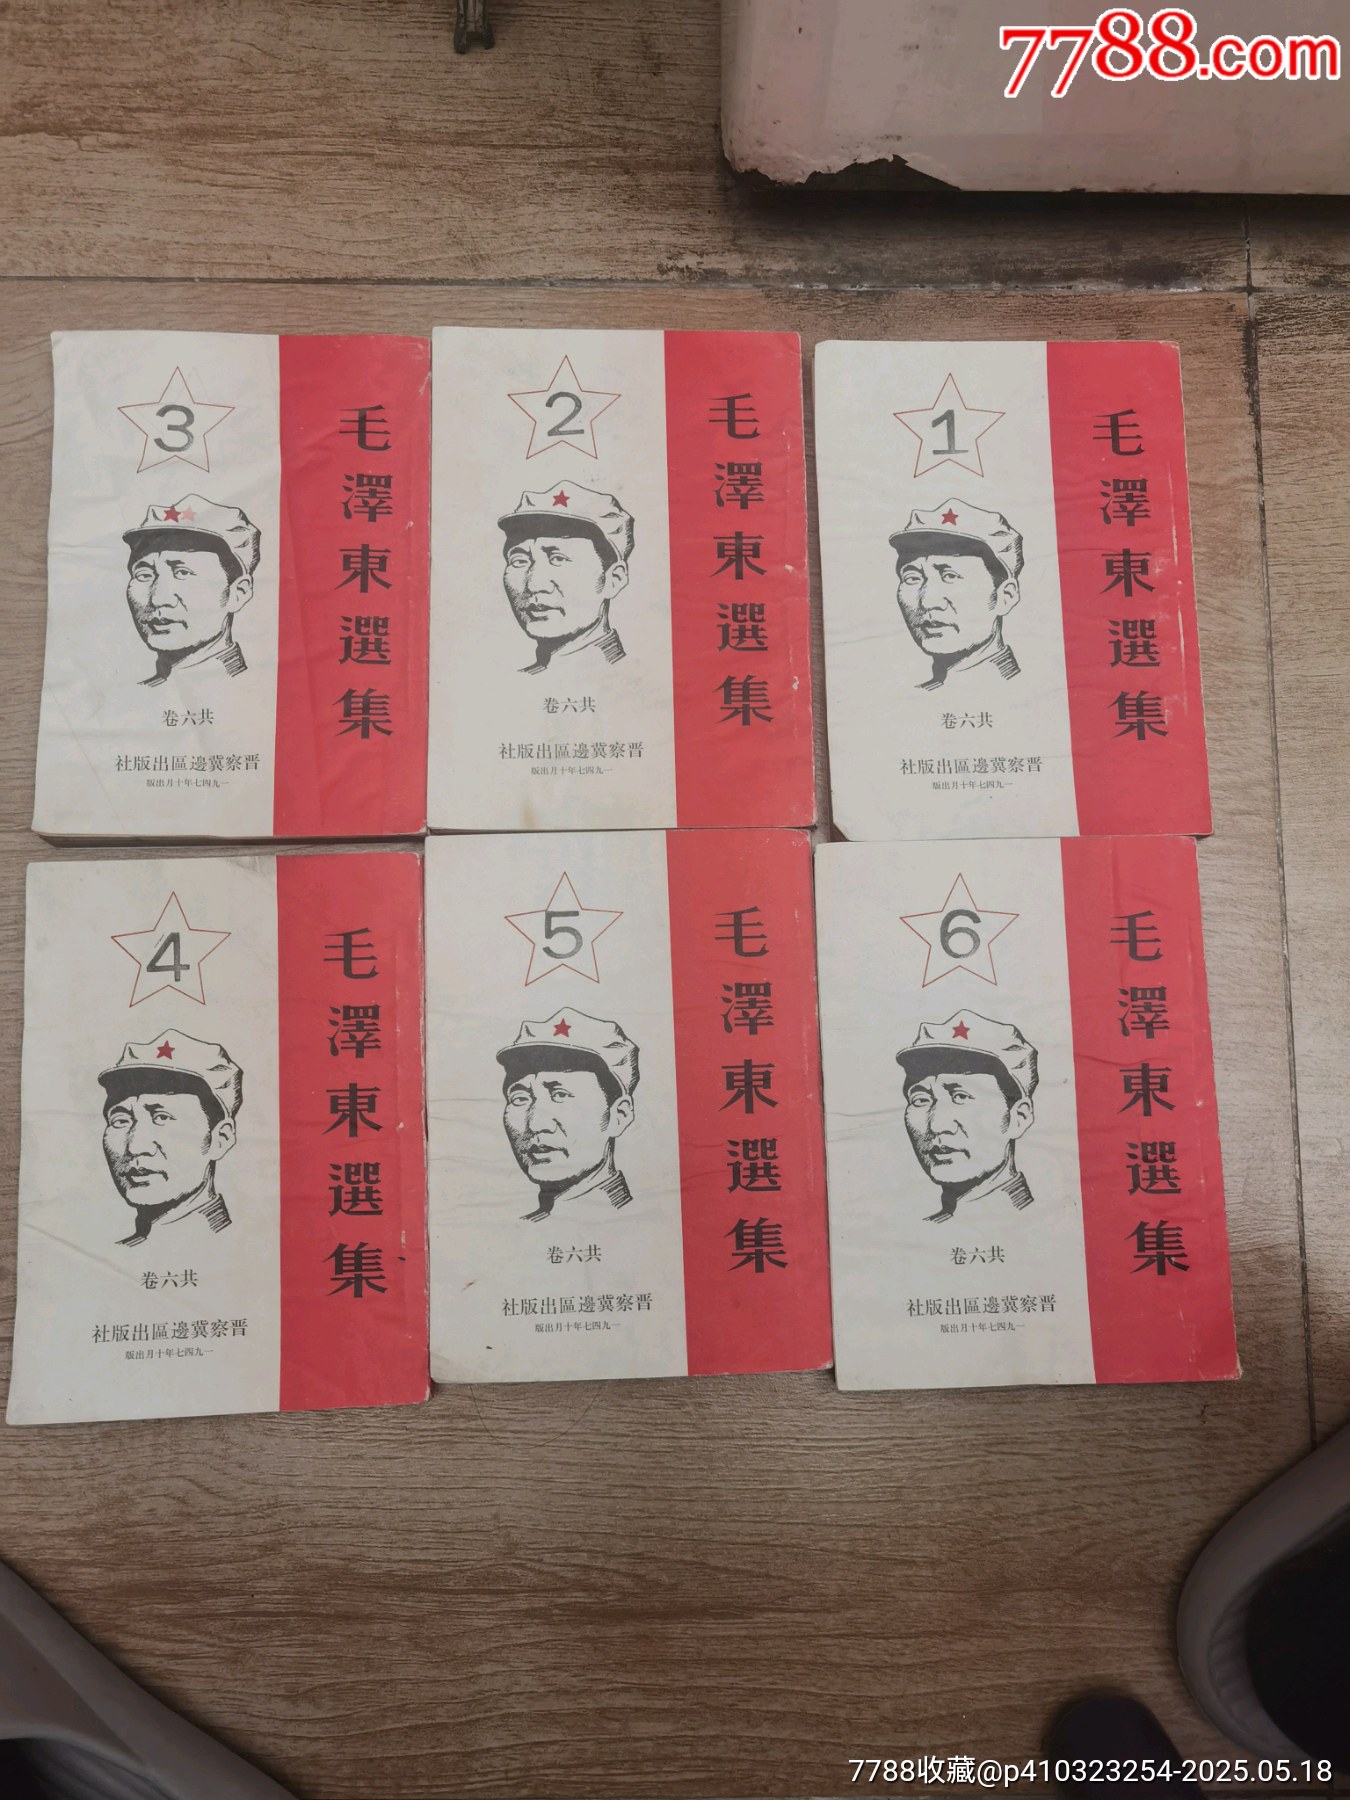 7788.com
3
毛澤東選集
卷六共
社版出區邊冀察晋
版出月十年七四九一
2
毛澤東選集
卷六共
社版出區邊冀察晋
版出月十年七四九一
1
毛澤東選集
卷六共
社版出區邊冀察晋
版出月十年七四九一
4
毛澤東選集
卷六共
社版出區邊冀察晋
版出月十年七四九一
5
毛澤東選集
卷六共
社版出區邊冀察晋
版出月十年七四九一
6
毛澤東選集
卷六共
社版出區邊冀察晋
版出月十年七四九一
7788收藏@p410323254-2025.05.18